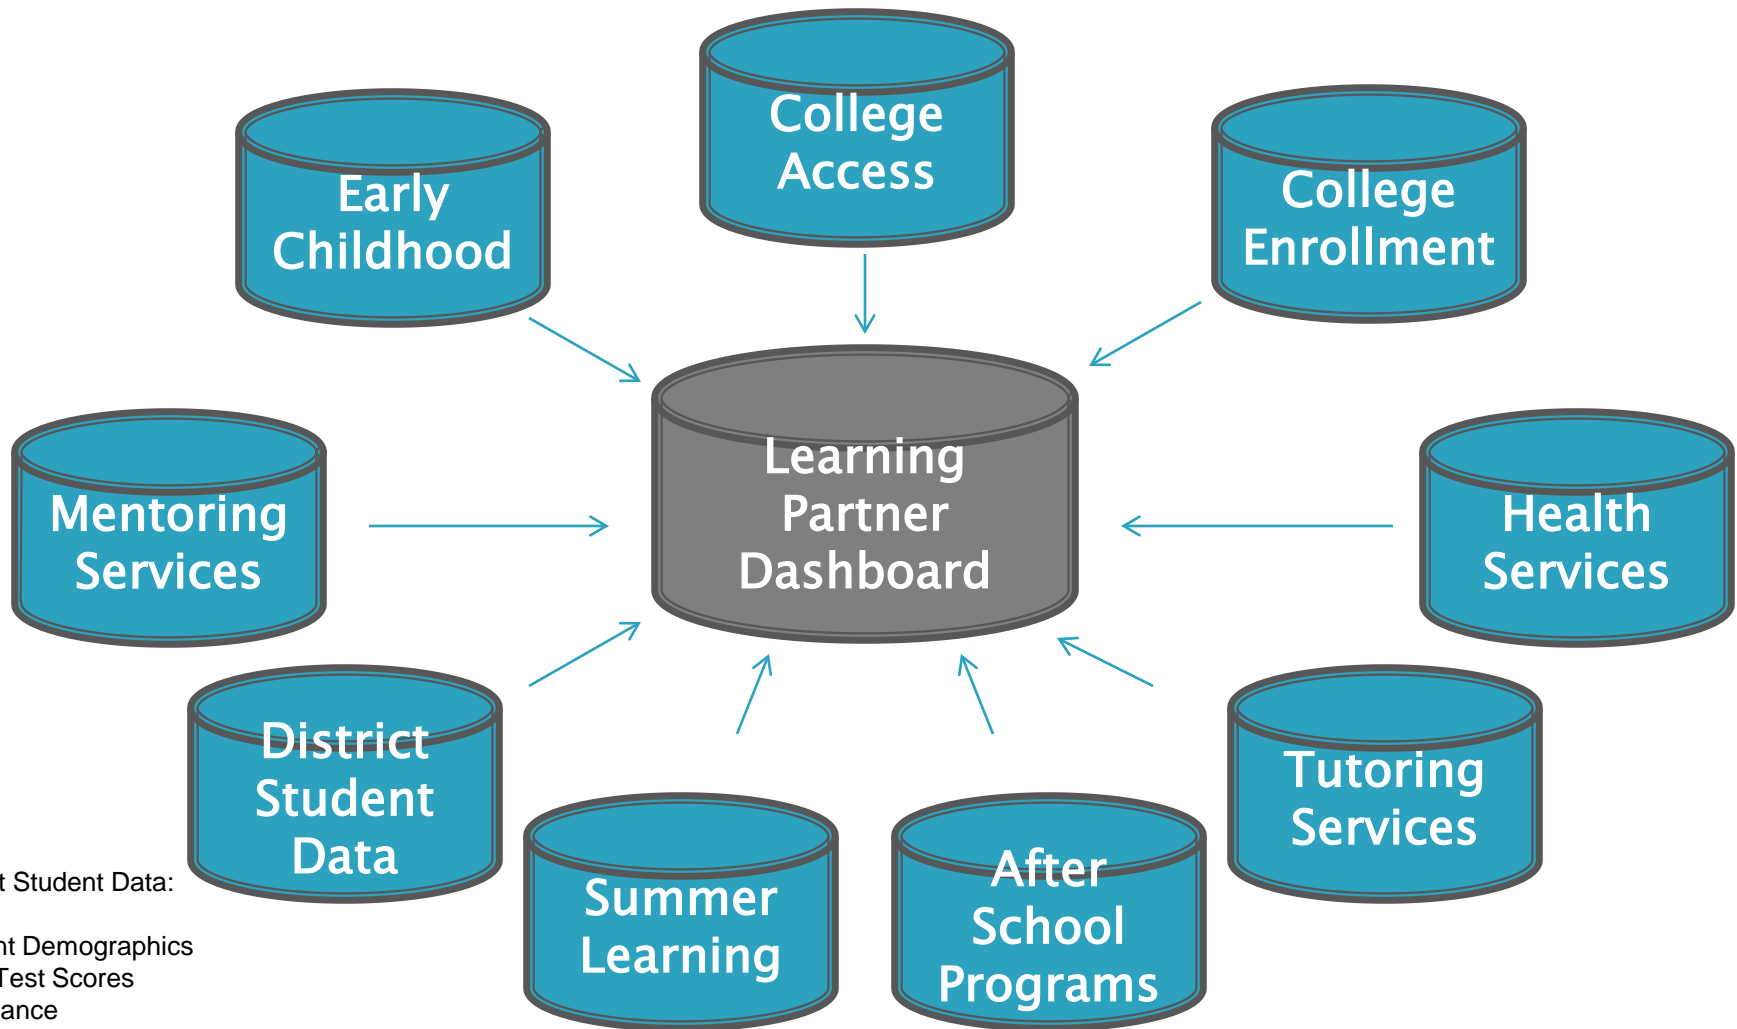 College
Access
Early
Childhood
College
Enrollment
Learning
Partner
Dashboard
Mentoring
Services
Health
Services
District
Student
Data
Tutoring
Services
Summer
Learning
After
School
Programs
t Student Data:
nt Demographics
Test Scores
ance